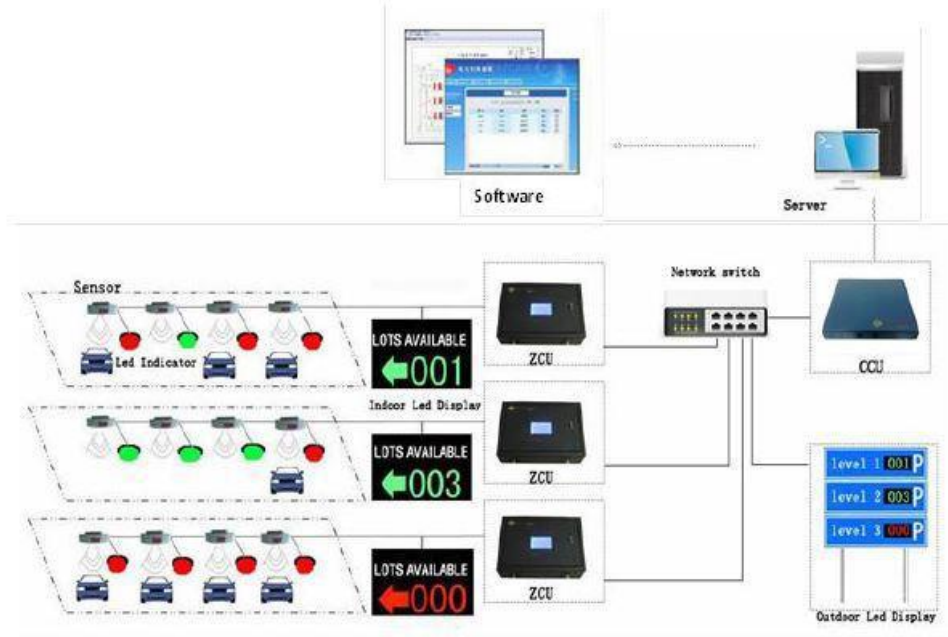 Software
Server
Sensor
Network switch
LOTS AVAILABLE
001
Led Indicator
ZCU
CCU
Indoor Led Display
LOTS AVAILABLE
003
ZCU
level 1 001 P
level 2 003 P
level 3 000 P
LOTS AVAILABLE
000
ZCU
Outdoor Led Display